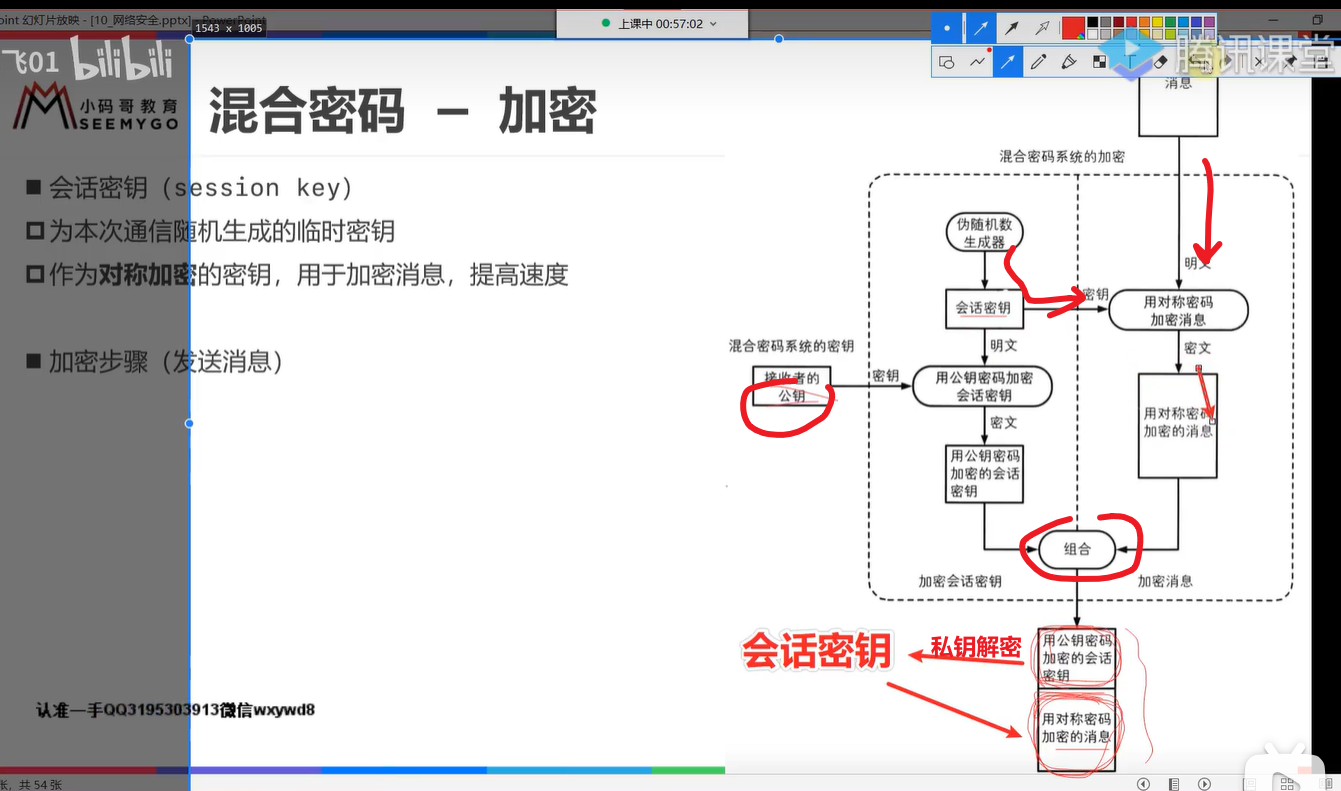 oint 幻灯片放映 - [10_网络安全.pptx] - PowerPoint
1543 x 1005
上课中 00:57:02
飞01 bilibili
腾讯课堂
小码哥教育
SEEMYGO
混合密码 － 加密
会话密钥（session key）
为本次通信随机生成的临时密钥
作为对称加密的密钥，用于加密消息，提高速度
加密步骤（发送消息）
消息
混合密码系统的加密
伪随机数
生成器
明文
会话密钥
密钥
用对称密码
加密消息
混合密码系统的密钥
明文
密文
接收者的
公钥
密钥
用公钥密码加密
会话密钥
密文
用对称密码
加密的消息
用公钥密码
加密的会话
密钥
组合
加密会话密钥
加密消息
会话密钥
私钥解密
用公钥密码
加密的会话
密钥
用对称密码
加密的消息
认准一手QQ3195303913微信wxywd8
张，共 54 张